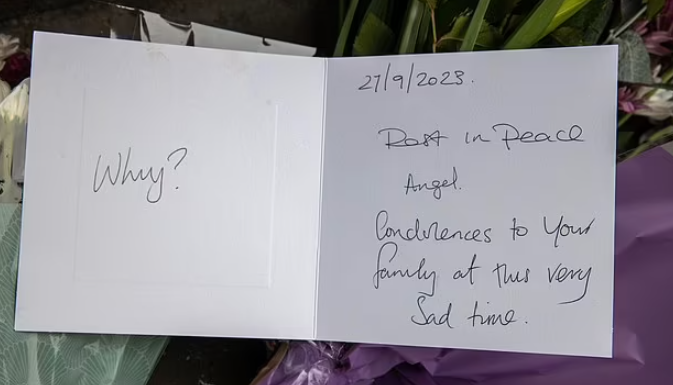 Why?
27/9/2023.
Rest in Peace
Angel.
Condolences to Your
family at this very
Sad time.